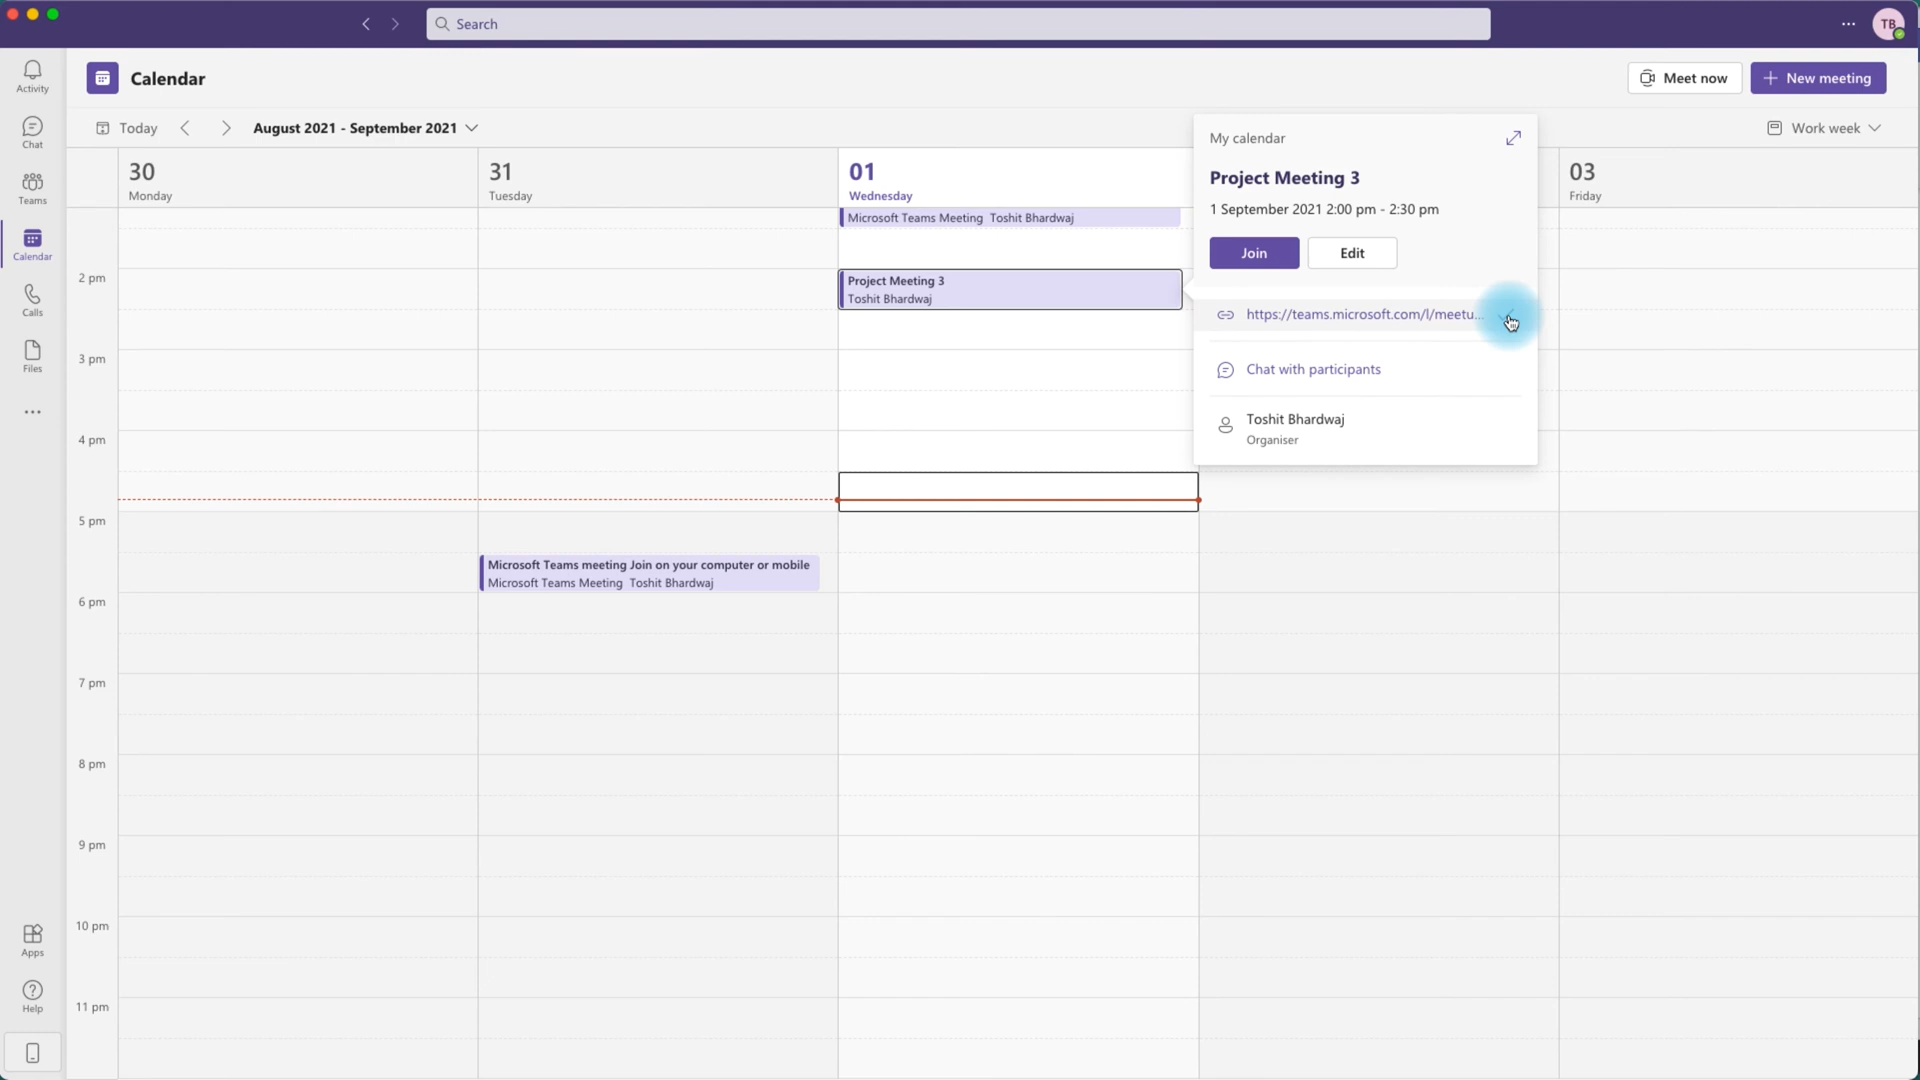 Search
TB
Activity
Chat
Teams
Calendar
Calls
Files
Apps
Help
Calendar
Meet now
New meeting
Today
August 2021 - September 2021
Work week
30
Monday
31
Tuesday
01
Wednesday
03
Friday
2 pm
3 pm
4 pm
5 pm
6 pm
7 pm
8 pm
9 pm
10 pm
11 pm
Microsoft Teams Meeting Toshit Bhardwaj
Project Meeting 3
Toshit Bhardwaj
Microsoft Teams meeting Join on your computer or mobile
Microsoft Teams Meeting Toshit Bhardwaj
My calendar
Project Meeting 3
1 September 2021 2:00 pm - 2:30 pm
Join
Edit
https://teams.microsoft.com/l/meetu...
Chat with participants
Toshit Bhardwaj
Organiser